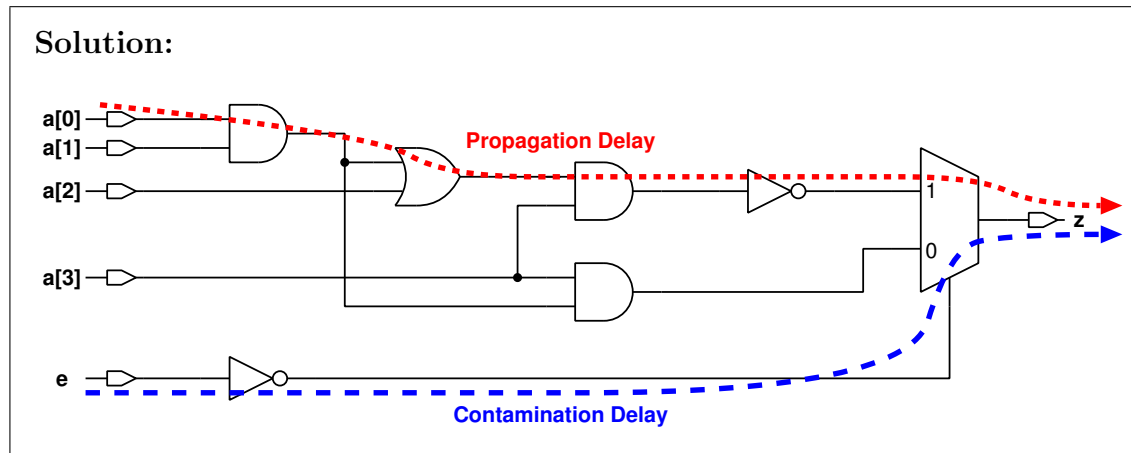 Solution:
a[0]
a[1]
Propagation Delay
a[2]
1
z
0
a[3]
e
Contamination Delay